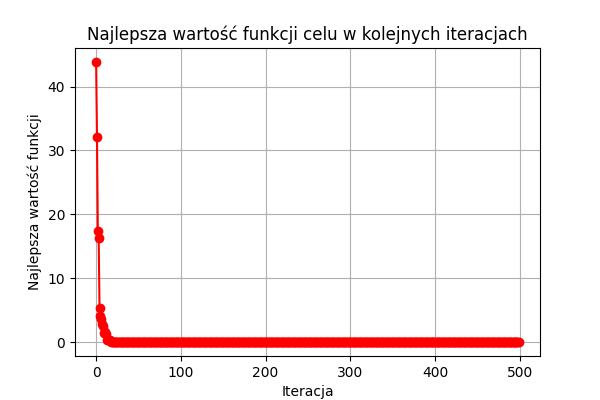 Najlepsza wartość funkcji celu w kolejnych iteracjach
Najlepsza wartość funkcji
40
30
20
10
0
0 100 200 300 400 500
Iteracja